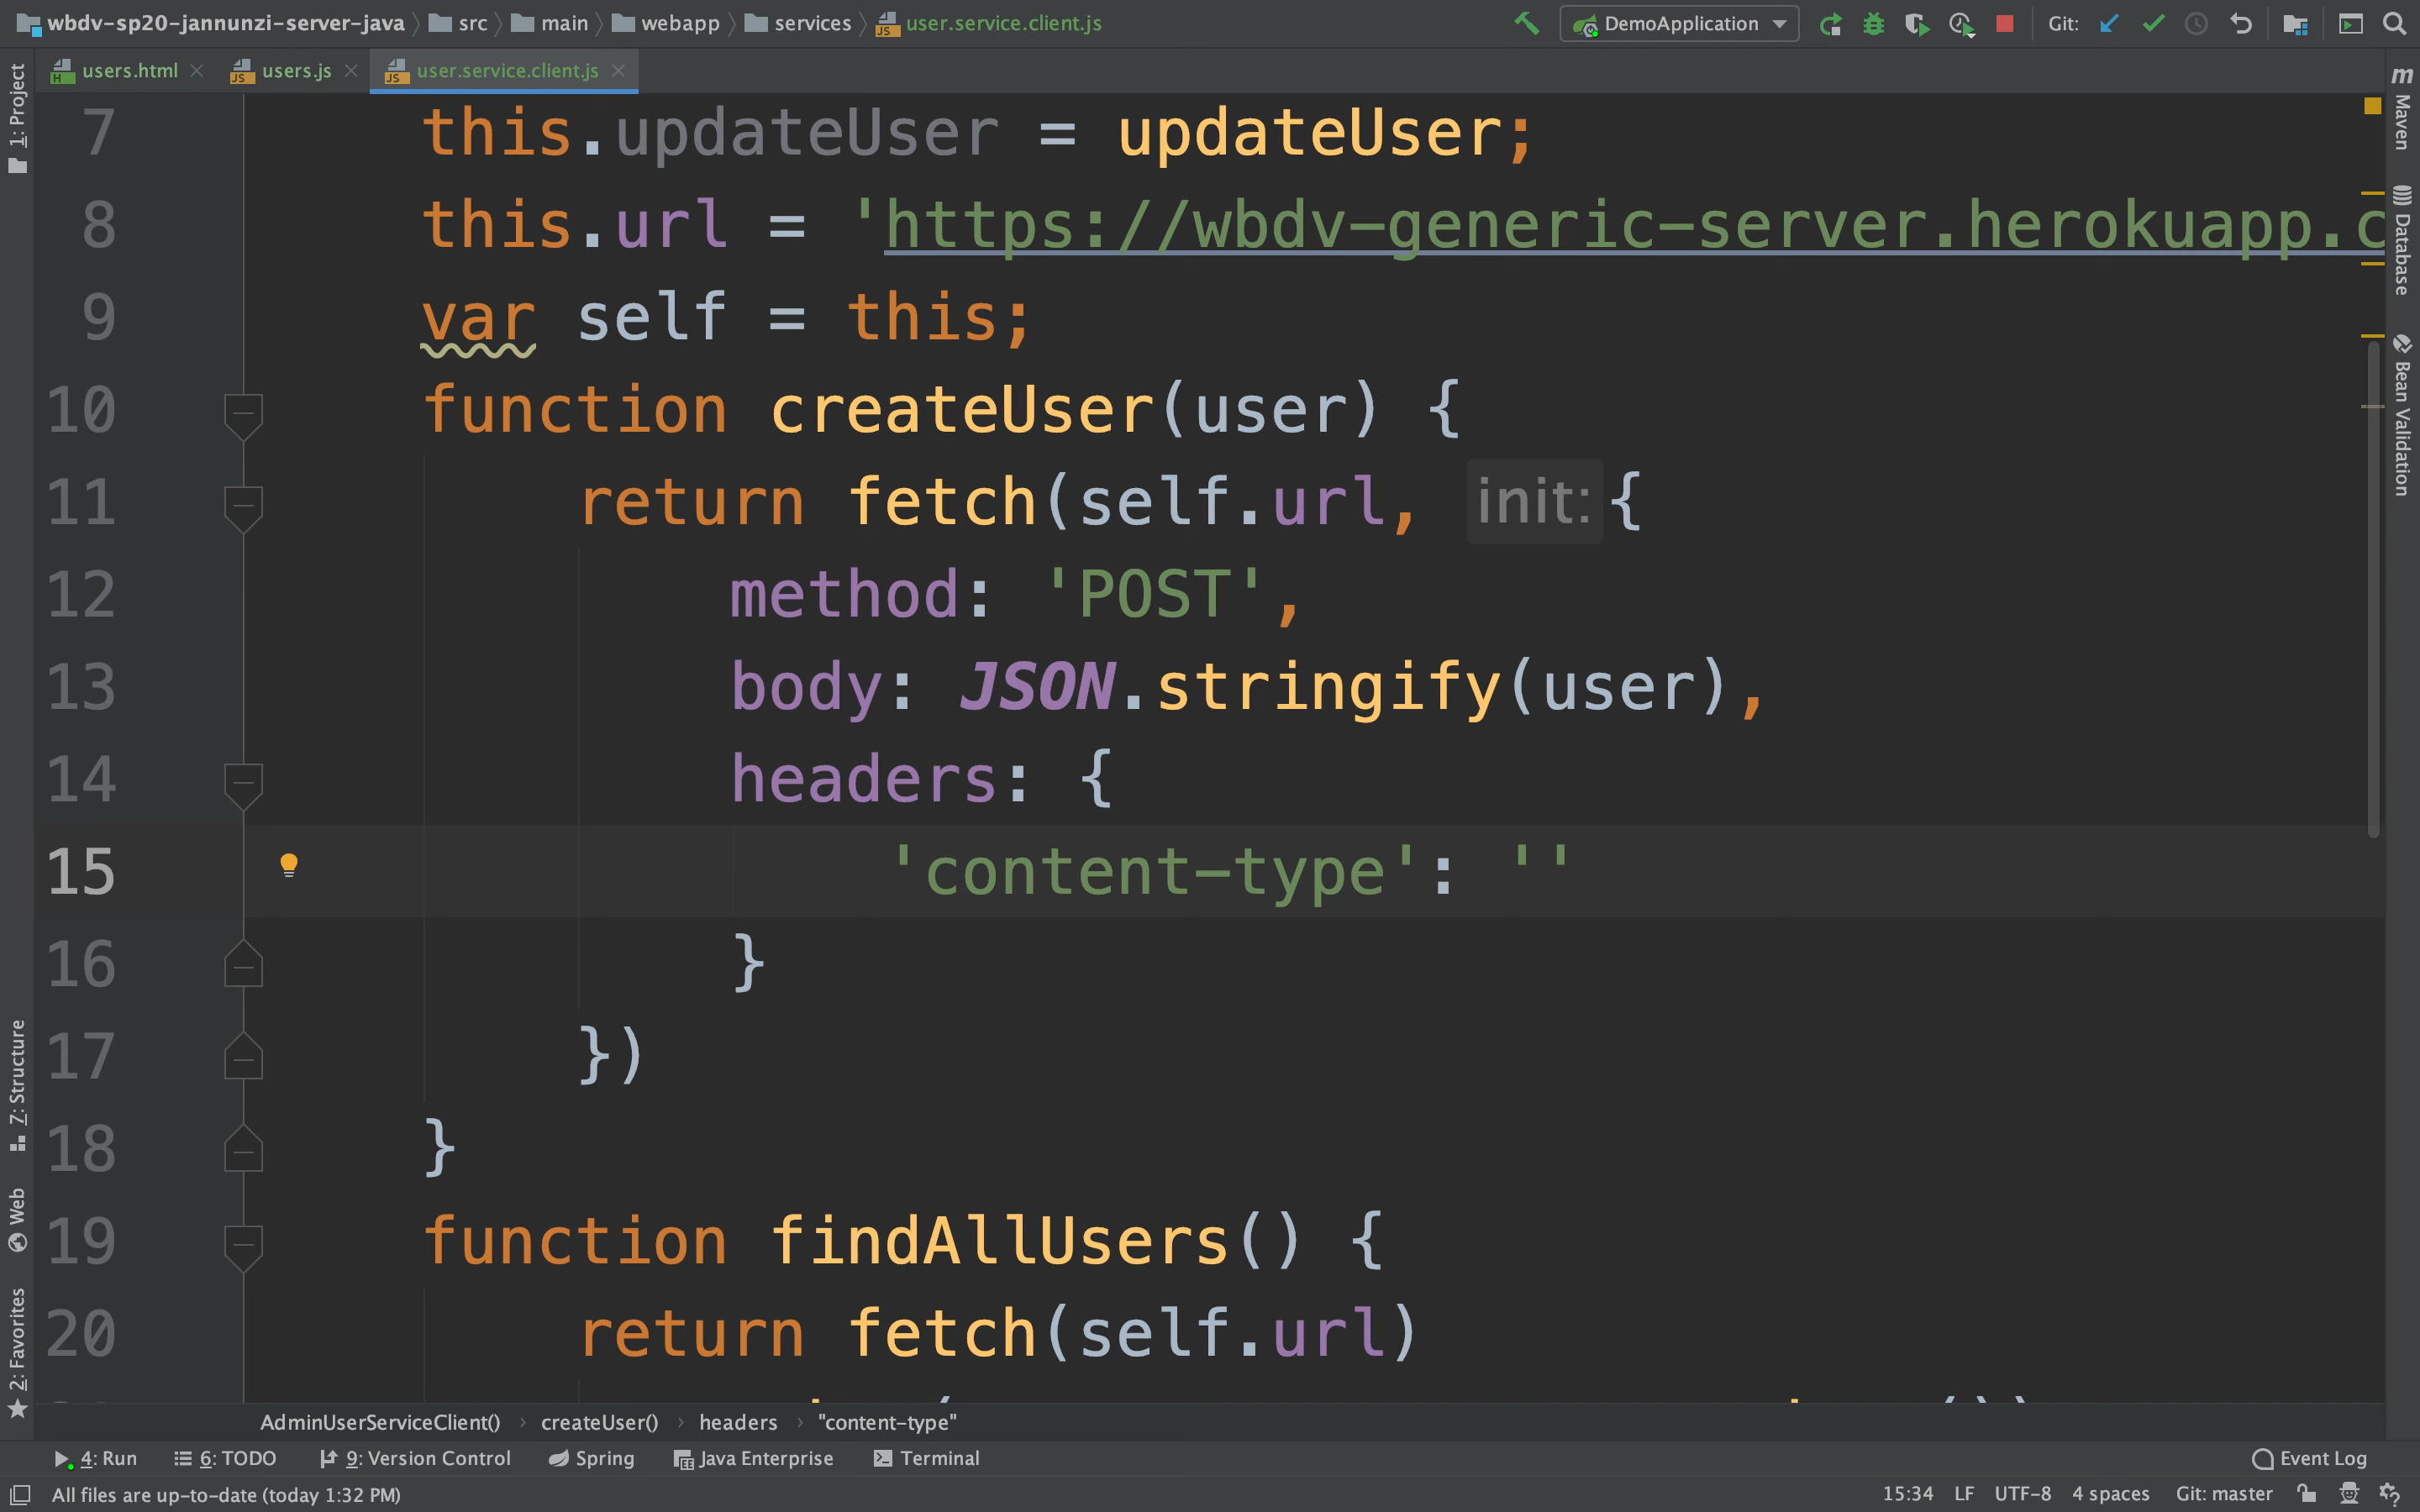 wbdv-sp20-jannunzi-server-java src main webapp services user.service.client.js DemoApplication Git:
users.html users.js user.service.client.js
1: Project
7 this.updateUser = updateUser;
8 this.url = 'https://wbdv-generic-server.herokuapp.c
9 var self = this;
10 function createUser(user) {
11 return fetch(self.url, init: {
12 method: 'POST',
13 body: JSON.stringify(user),
14 headers: {
15 'content-type': ''
16 }
17 })
18 }
19 function findAllUsers() {
20 return fetch(self.url)
Z: Structure
Web
2: Favorites
m Maven
Database
Bean Validation
AdminUserServiceClient() createUser() headers "content-type"
4: Run 6: TODO 9: Version Control Spring Java Enterprise Terminal Event Log
All files are up-to-date (today 1:32 PM) 15:34 LF UTF-8 4 spaces Git: master